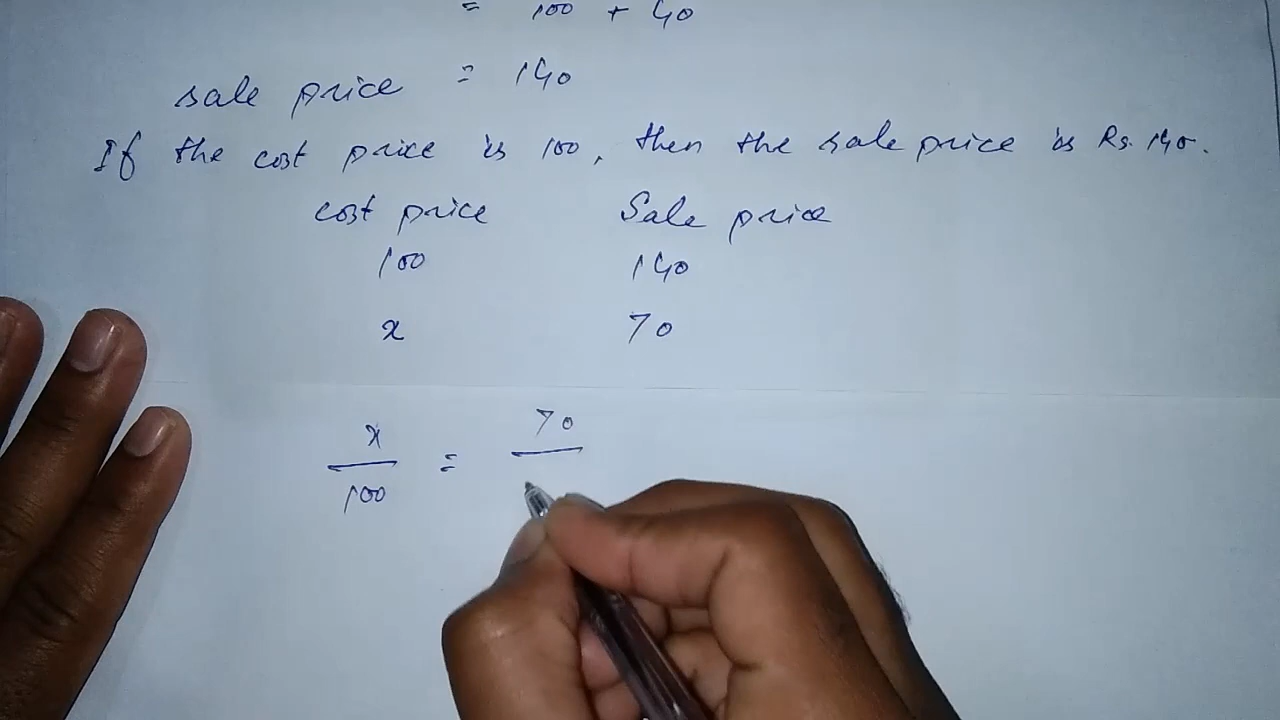 = 100 + 40
sale price = 140
If the cost price is 100, then the sale price is Rs. 140.
cost price Sale price
100 140
x 70
x/100 = 70/